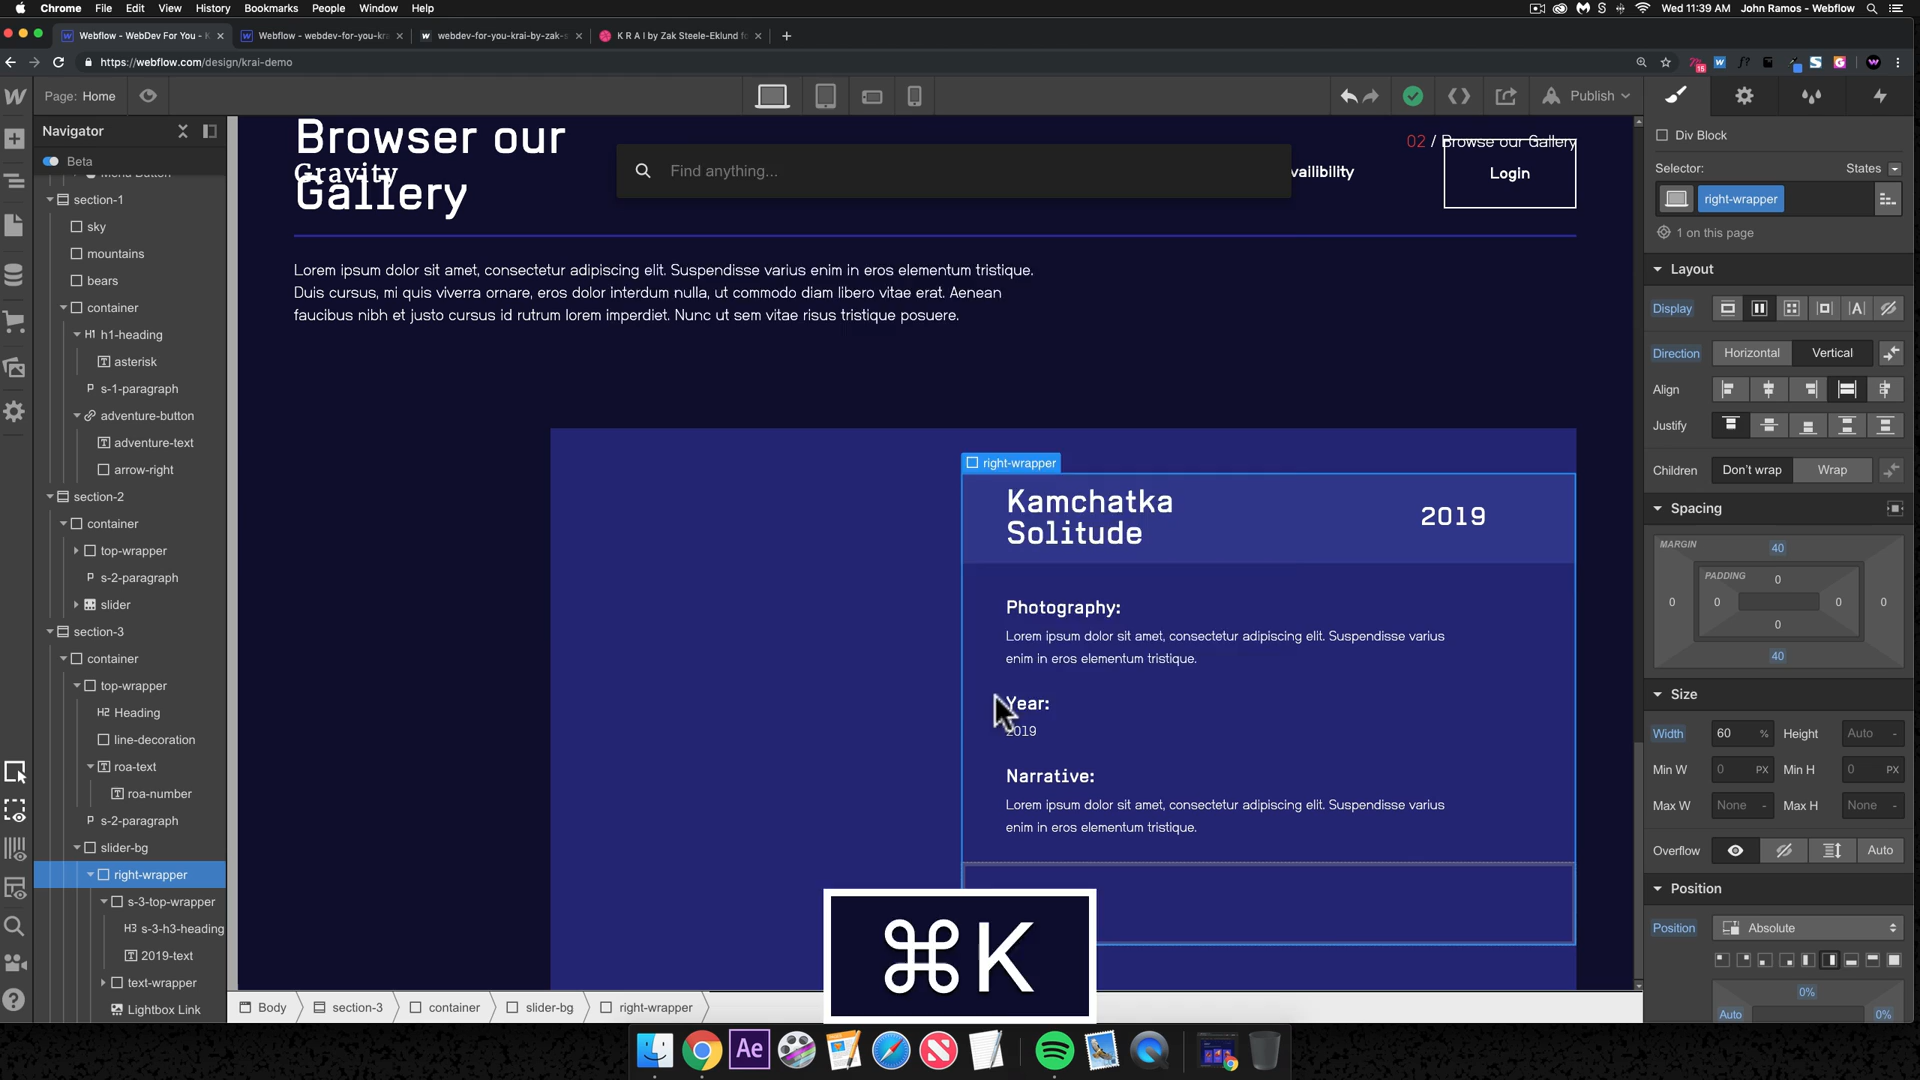 Chrome File Edit View History Bookmarks People Window Help
Wed 11:39 AM John Ramos - Webflow
Webflow - WebDev For You - K
Webflow - webdev-for-you-kra
webdev-for-you-krai-by-zak-s
K R A I by Zak Steele-Eklund fo
https://webflow.com/design/krai-demo
Page: Home
Publish
Navigator
Beta
Menu Button
section-1
sky
mountains
bears
container
H1 h1-heading
asterisk
P s-1-paragraph
adventure-button
adventure-text
arrow-right
section-2
container
top-wrapper
P s-2-paragraph
slider
section-3
container
top-wrapper
H2 Heading
line-decoration
roa-text
roa-number
P s-2-paragraph
slider-bg
right-wrapper
s-3-top-wrapper
H3 s-3-h3-heading
2019-text
text-wrapper
Lightbox Link
Browser our
Gallery
Gravity
Find anything...
vailibility
02 / Browse our Gallery
Login
Lorem ipsum dolor sit amet, consectetur adipiscing elit. Suspendisse varius enim in eros elementum tristique.
Duis cursus, mi quis viverra ornare, eros dolor interdum nulla, ut commodo diam libero vitae erat. Aenean
faucibus nibh et justo cursus id rutrum lorem imperdiet. Nunc ut sem vitae risus tristique posuere.
right-wrapper
Kamchatka
Solitude
2019
Photography:
Lorem ipsum dolor sit amet, consectetur adipiscing elit. Suspendisse varius
enim in eros elementum tristique.
Year:
2019
Narrative:
Lorem ipsum dolor sit amet, consectetur adipiscing elit. Suspendisse varius
enim in eros elementum tristique.
⌘K
Body section-3 container slider-bg right-wrapper
Div Block
Selector: States
right-wrapper
1 on this page
Layout
Display
Direction Horizontal Vertical
Align
Justify
Children Don't wrap Wrap
Spacing
MARGIN
40
PADDING
0
0 0 0 0
0
40
Size
Width 60 % Height Auto -
Min W 0 PX Min H 0 PX
Max W None - Max H None -
Overflow Auto
Position
Position Absolute
0%
Auto 0%
Ae